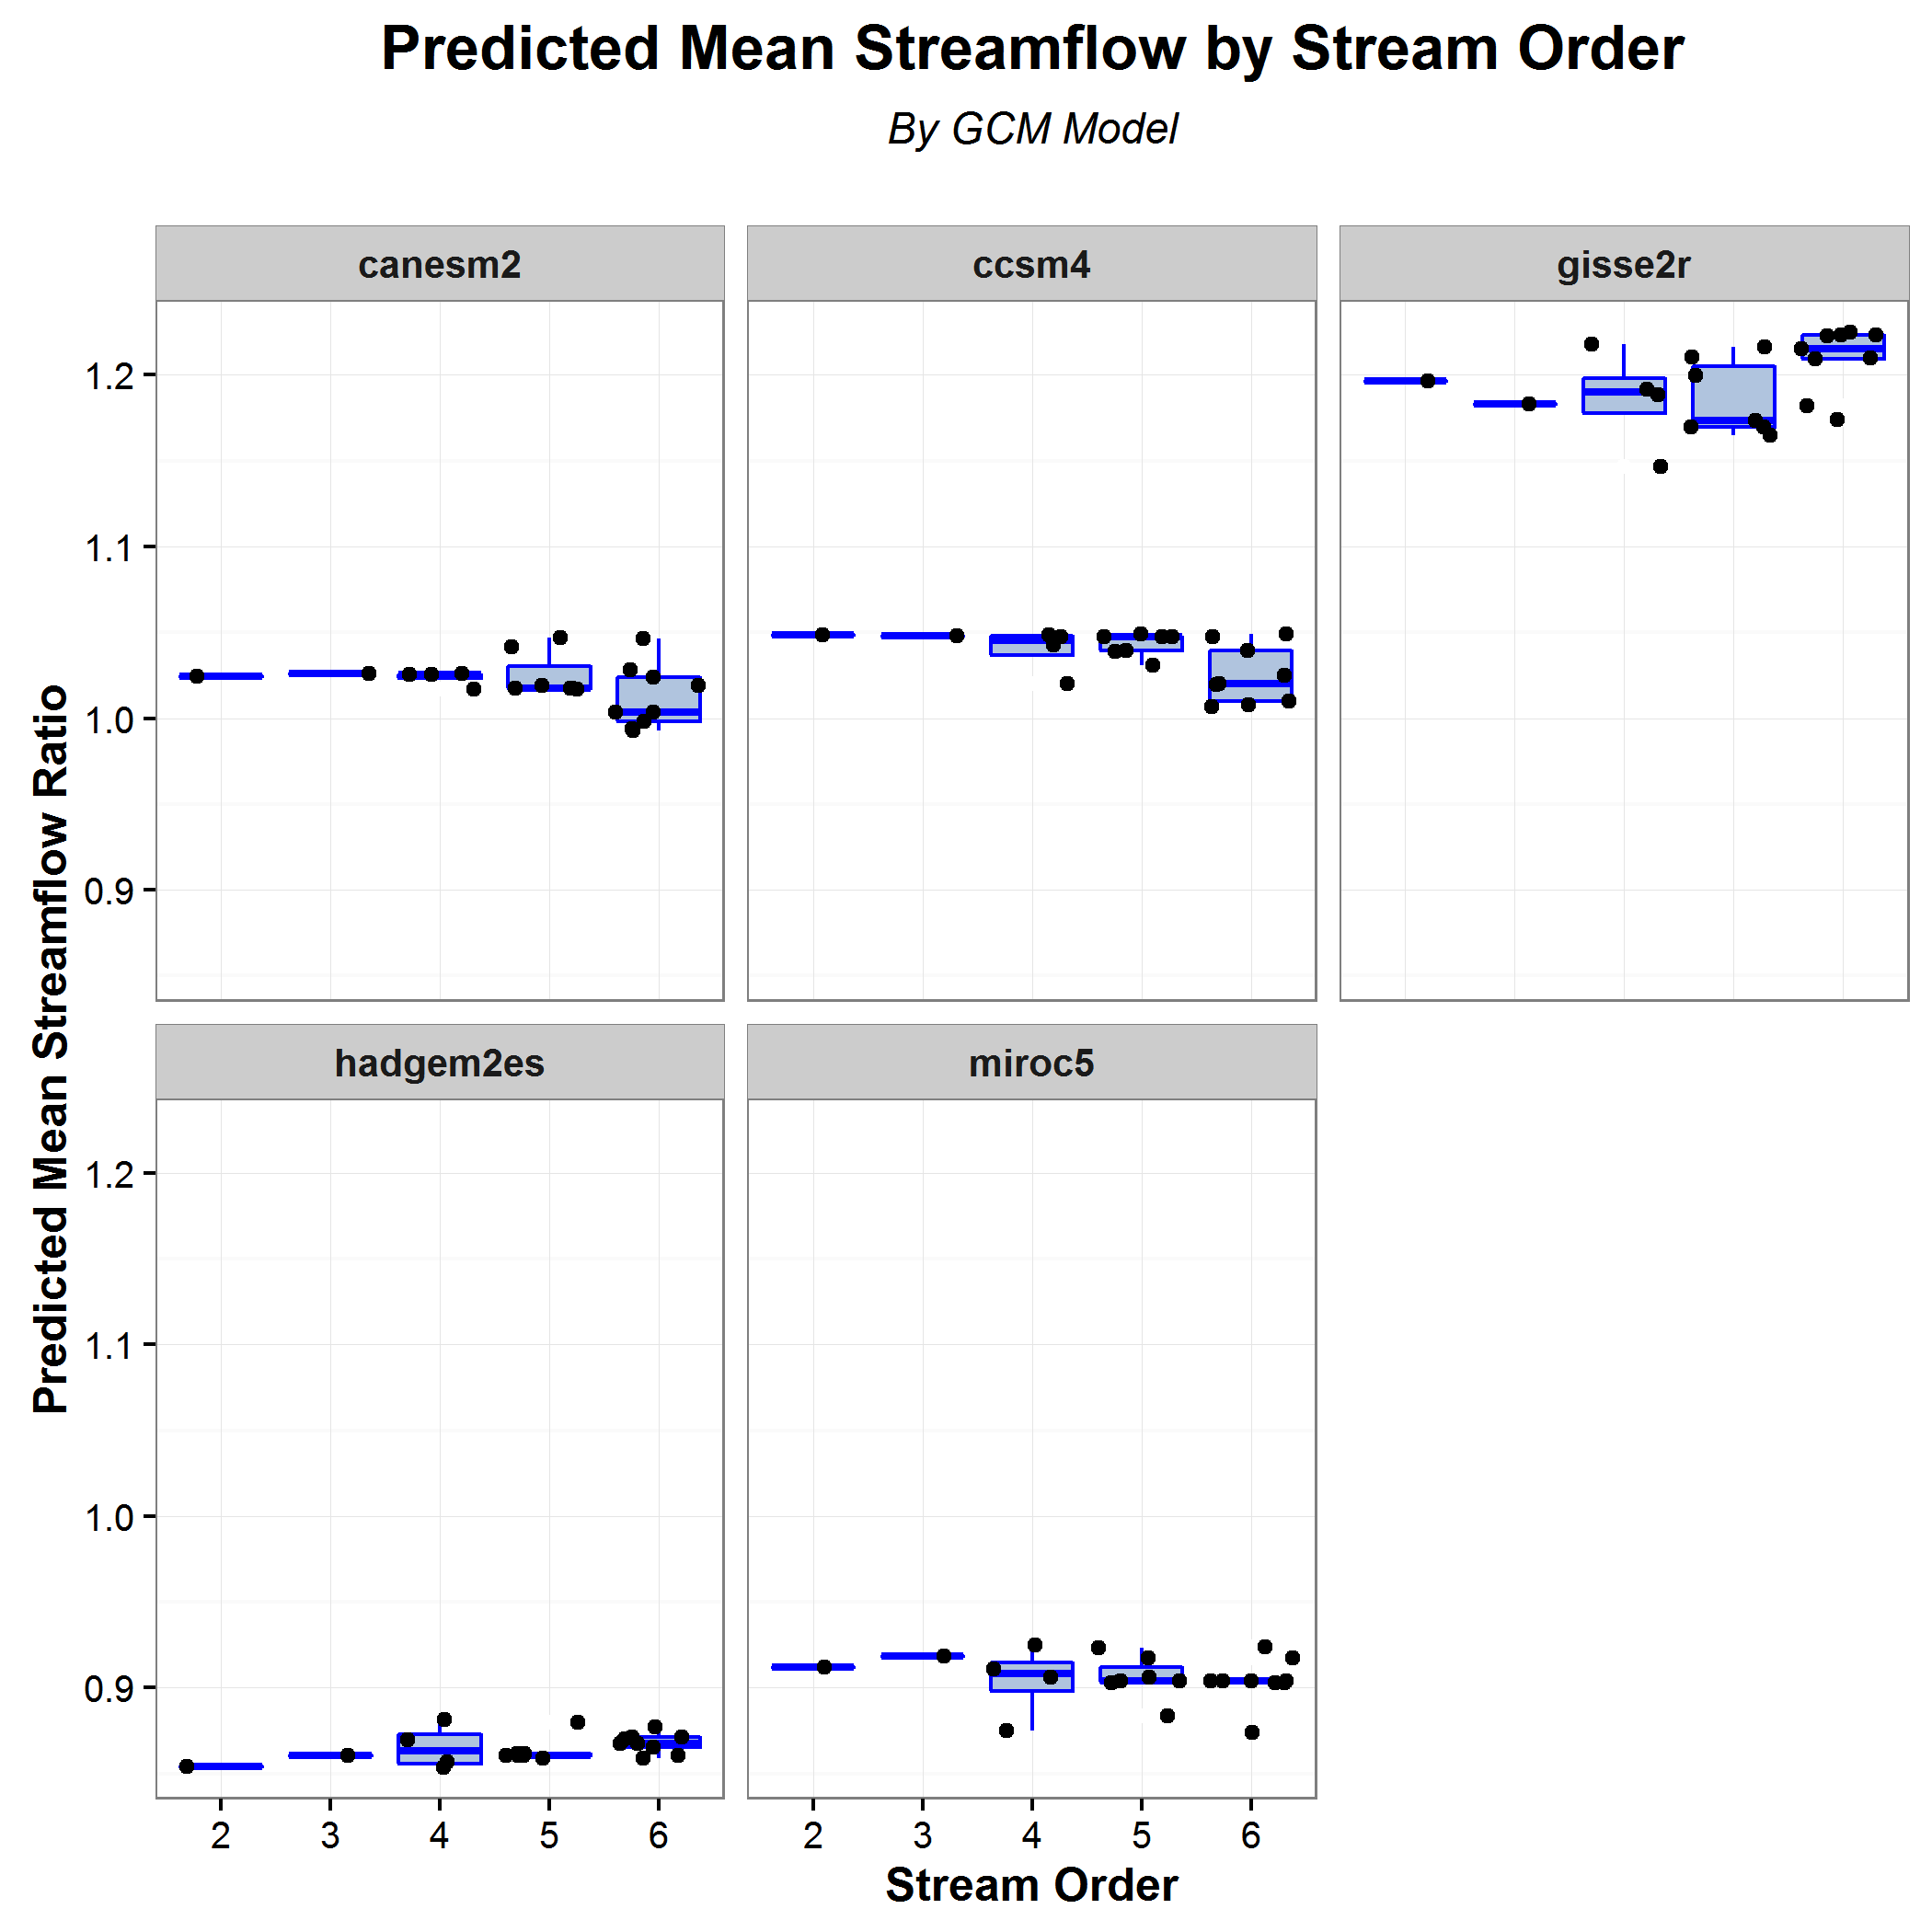 Predicted Mean Streamflow by Stream Order
By GCM Model
canesm2
ccsm4
gisse2r
1.2
1.1
1.0
0.9
Predicted Mean Streamflow Ratio
hadgem2es
miroc5
1.2
1.1
1.0
0.9
2 3 4 5 6
2 3 4 5 6
Stream Order